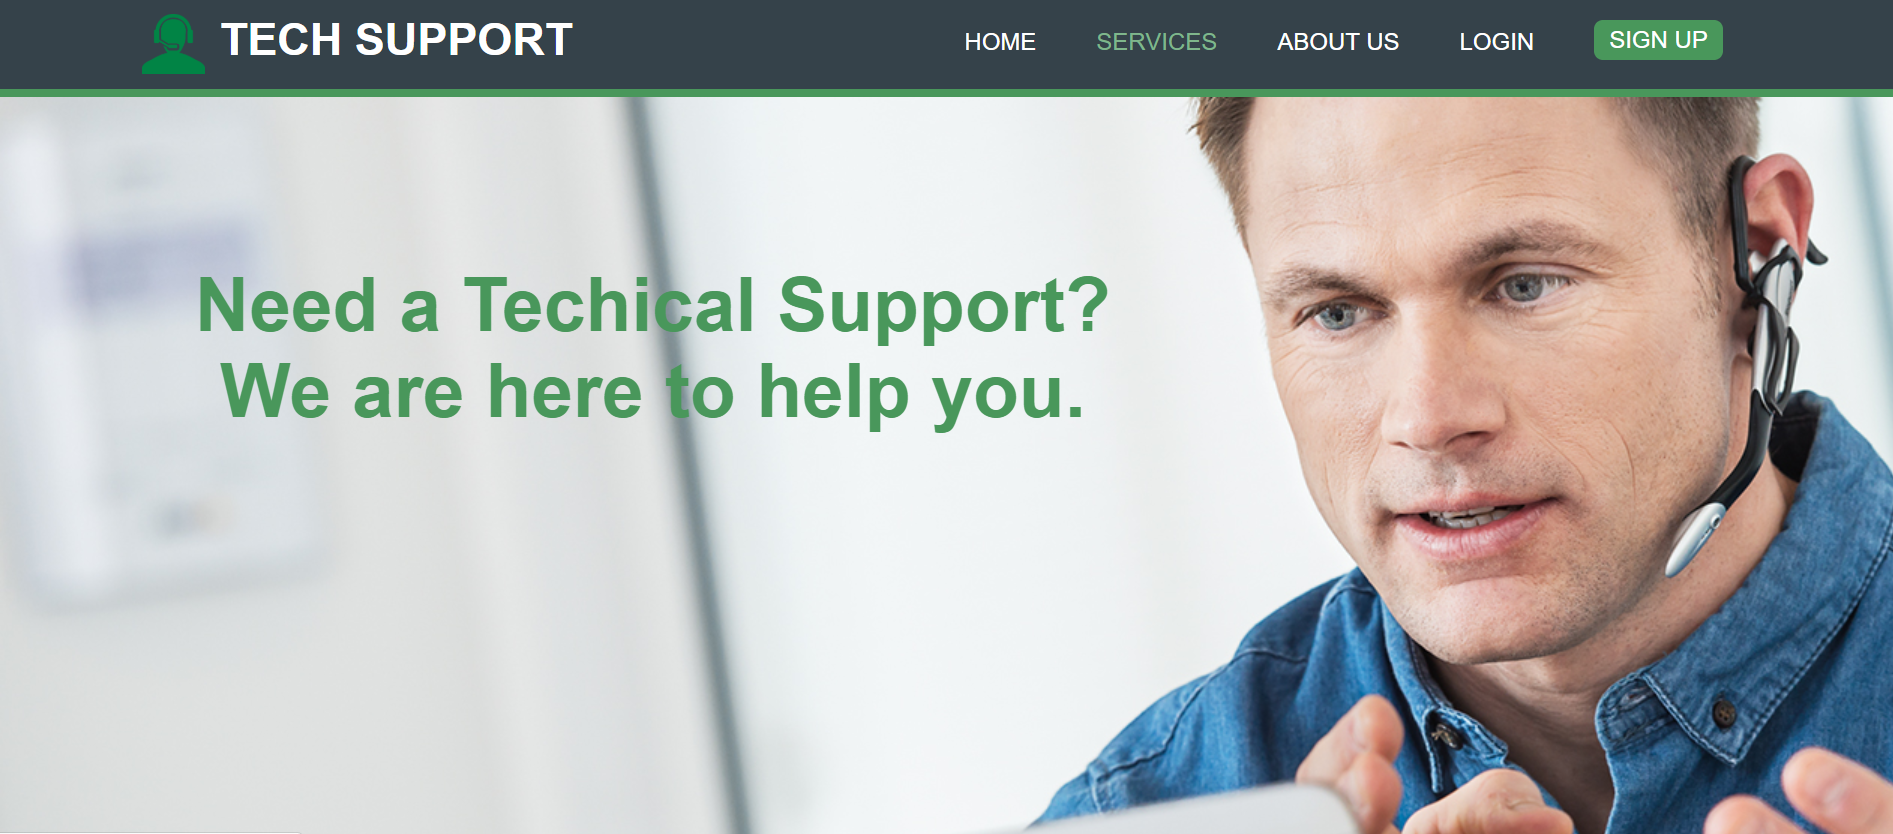 TECH SUPPORT
HOME SERVICES ABOUT US LOGIN SIGN UP
Need a Techical Support?
We are here to help you.